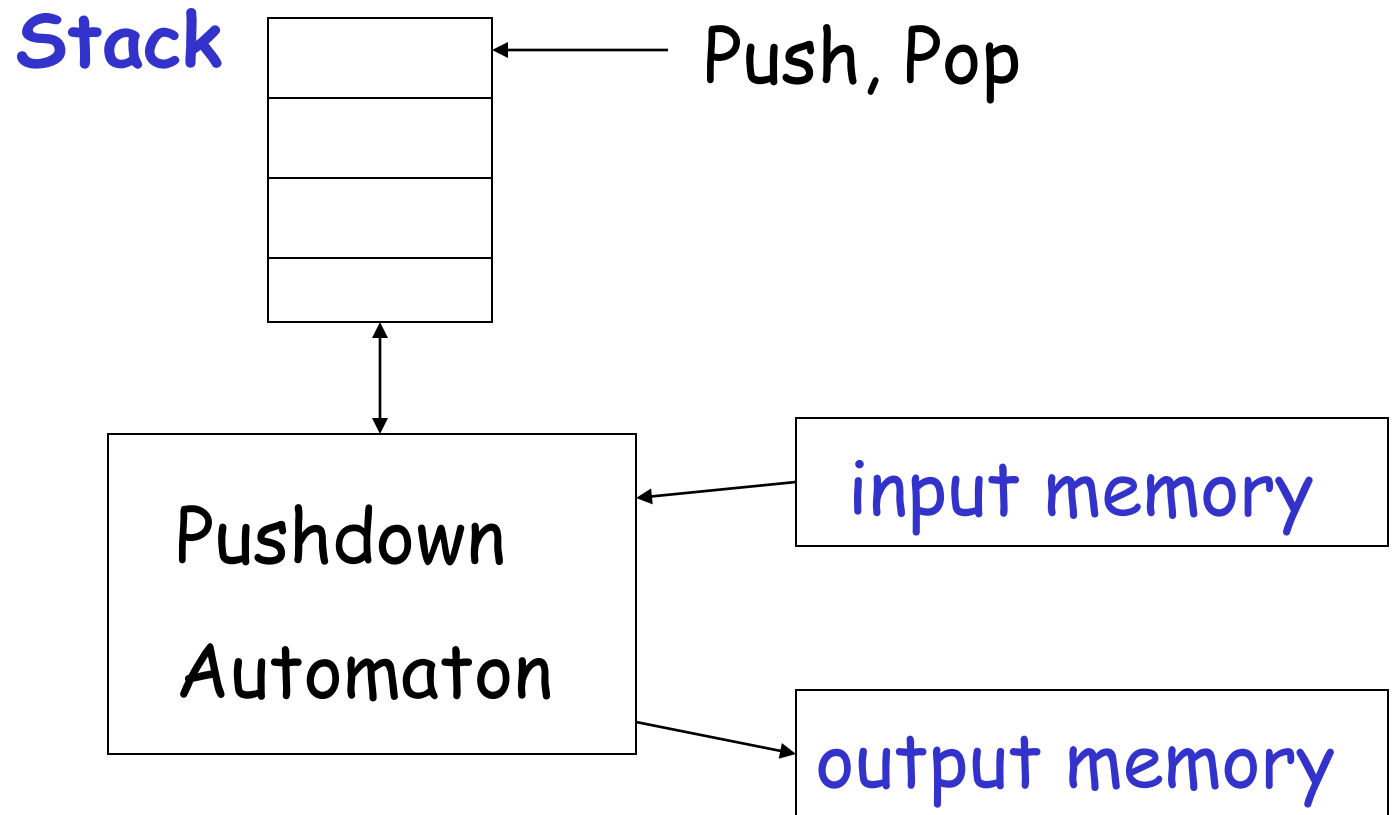 Stack
Push, Pop
input memory
Pushdown
Automaton
output memory